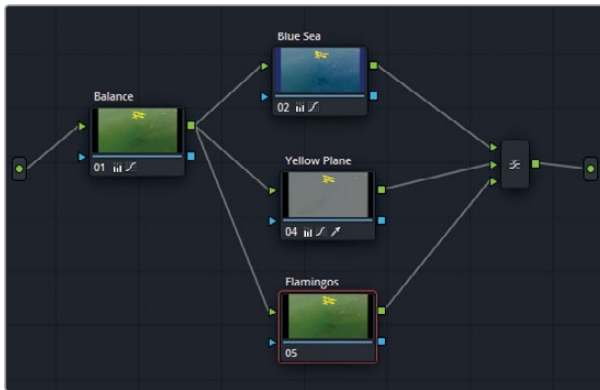 Balance
01
Blue Sea
02
Yellow Plane
04
Flamingos
05